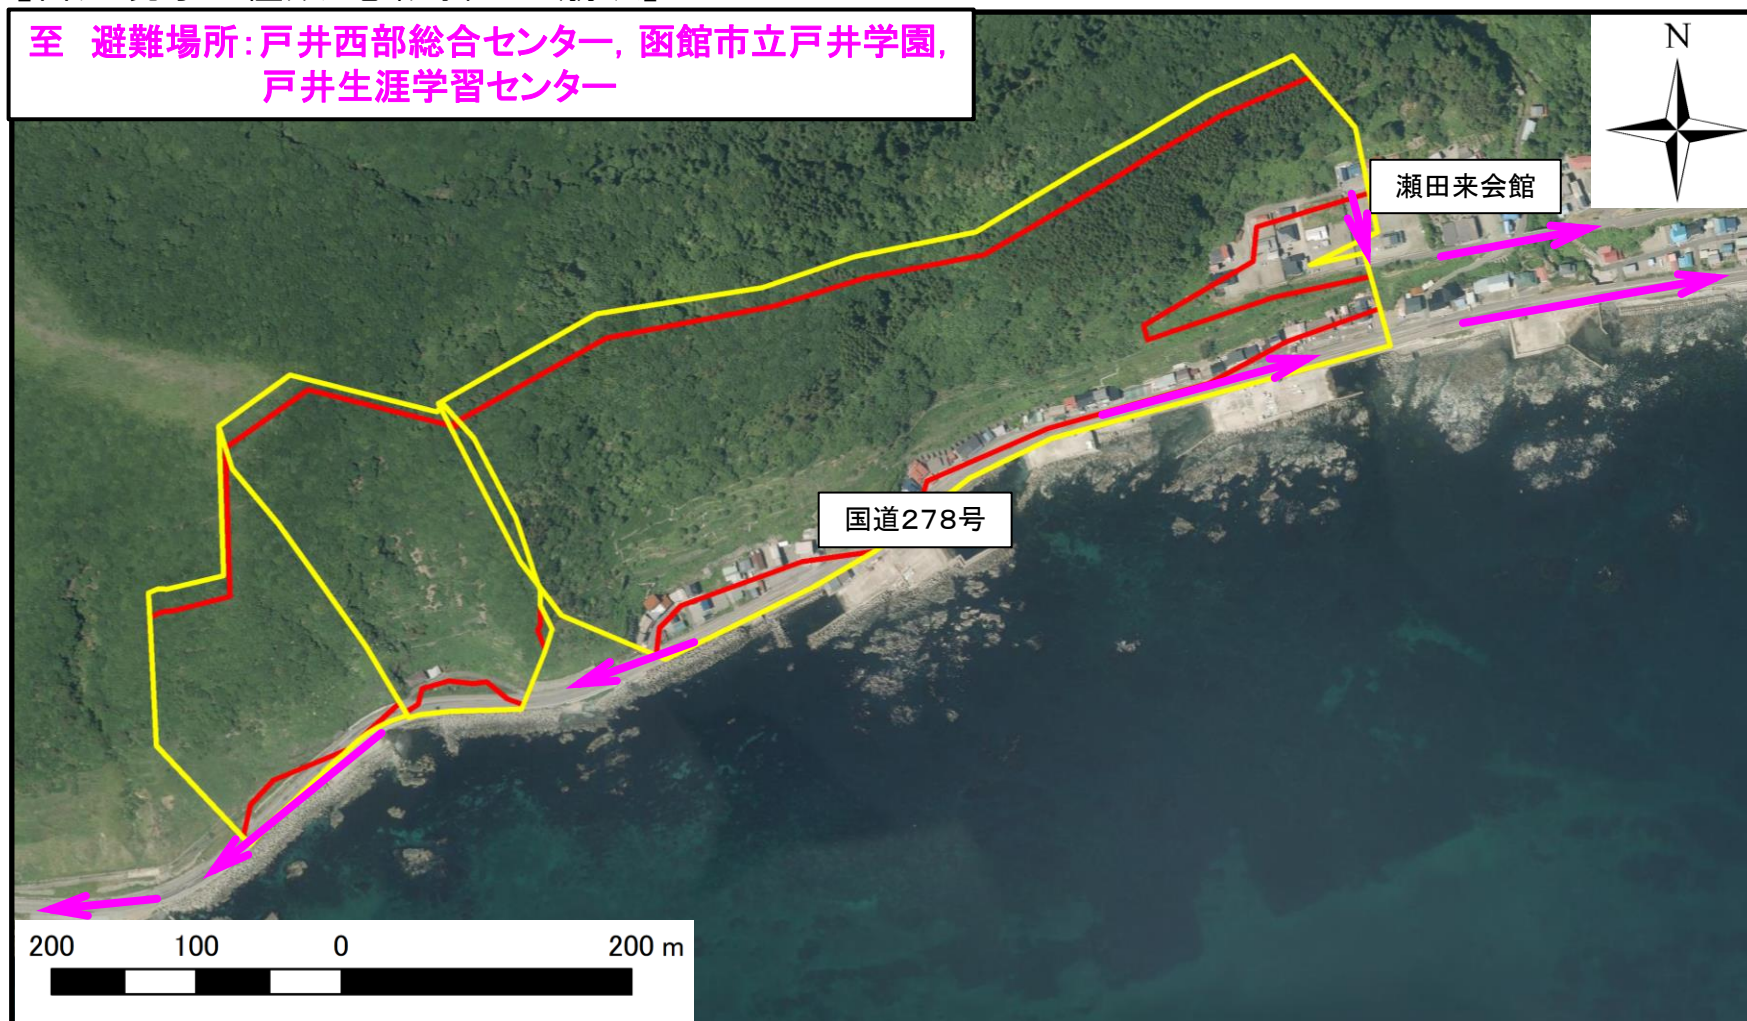 至 避難場所：戸井西部総合センター，函館市立戸井学園，
戸井生涯学習センター
N
瀬田来会館
国道２７８号
200 100 0 200 m